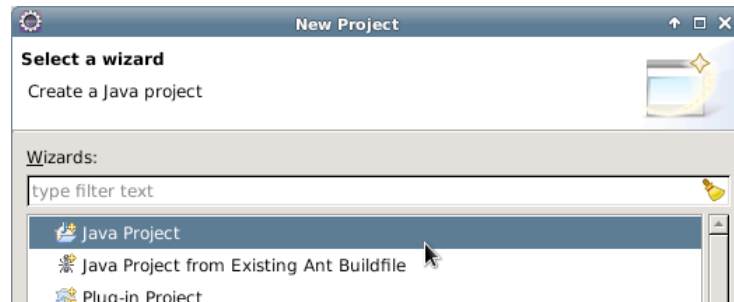 New Project
Select a wizard
Create a Java project
Wizards:
type filter text
Java Project
Java Project from Existing Ant Buildfile
Plug-in Project